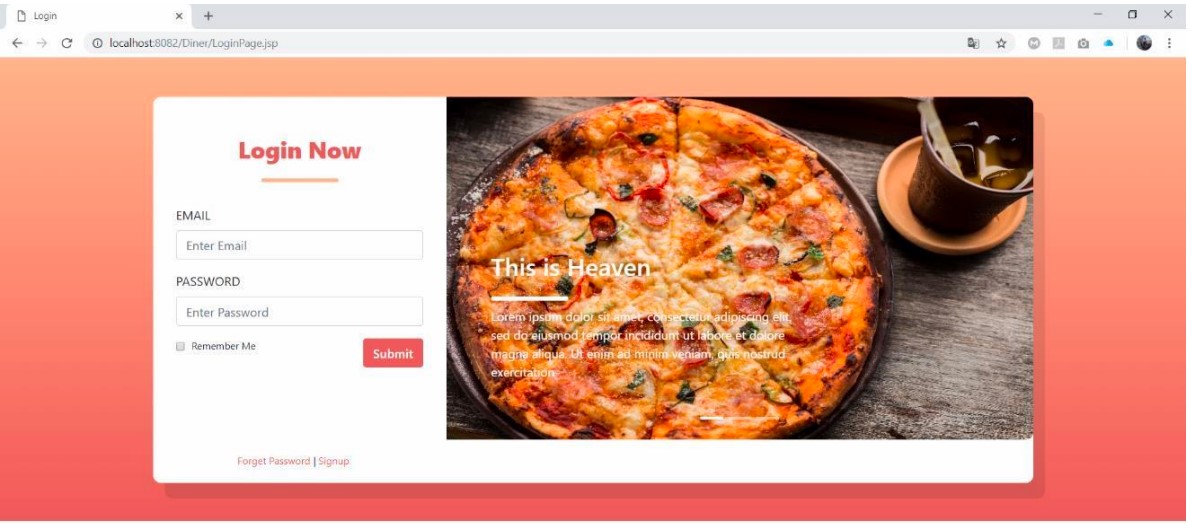 Login
localhost:8082/Diner/LoginPage.jsp
Login Now
EMAIL
Enter Email
PASSWORD
Enter Password
Remember Me
Submit
Forget Password | Signup
This is Heaven
Lorem ipsum dolor sit amet, consectetur adipiscing elit,
sed do eiusmod tempor incididunt ut labore et dolore
magna aliqua. Ut enim ad minim veniam, quis nostrud
exercitation.